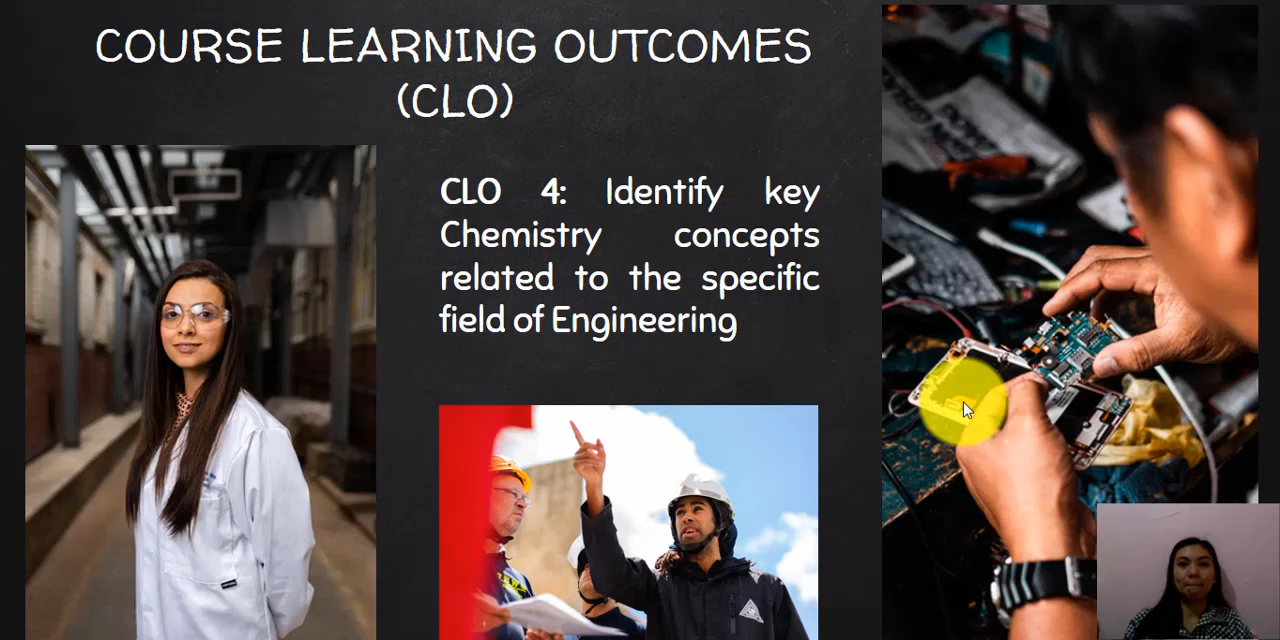 COURSE LEARNING OUTCOMES
(CLO)
CLO 4: Identify key
Chemistry concepts
related to the specific
field of Engineering